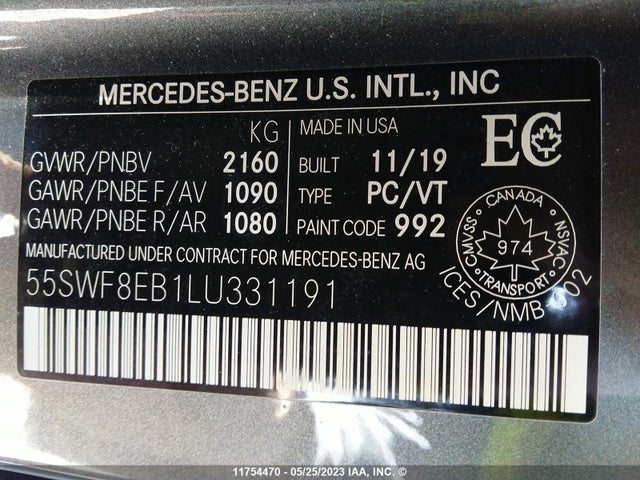 MERCEDES-BENZ U.S. INTL., INC
KG
GVWR/PNBV 2160
GAWR/PNBE F/AV 1090
GAWR/PNBE R/AR 1080
MADE IN USA
BUILT 11/19
TYPE PC/VT
PAINT CODE 992
EC
MANUFACTURED UNDER CONTRACT FOR MERCEDES-BENZ AG
55SWF8EB1LU331191
CANADA
CMVSS 974 NSVAC
ICES/NMB 002
11754470 - 05/25/2023 IAA, INC. ©